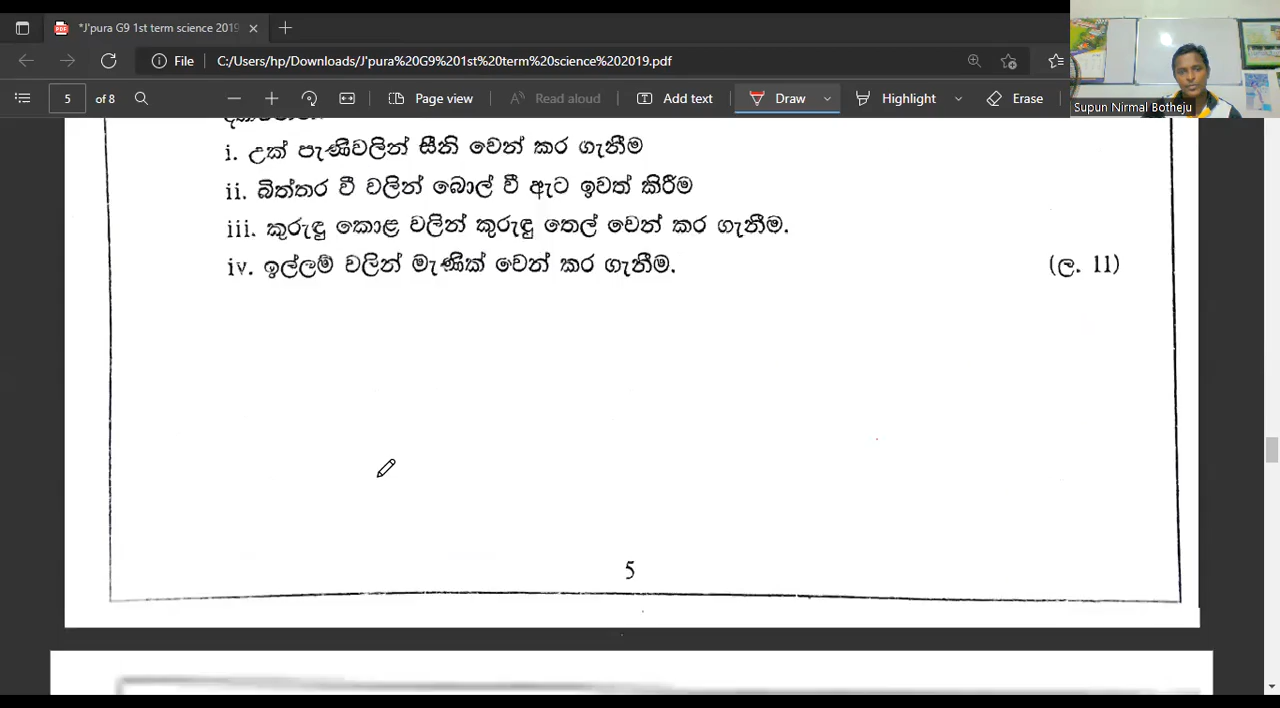 *J'pura G9 1st term science 2019
File C:/Users/hp/Downloads/J'pura%20G9%201st%20term%20science%202019.pdf
5 of 8 Page view Read aloud Add text Draw Highlight Erase
Supun Nirmal Botheju
i. උක් පැණිවලින් සීනි වෙන් කර ගැනීම
ii. බිත්තර වී වලින් බොල් වී ඇට ඉවත් කිරීම
iii. කුරුඳු කොළ වලින් කුරුඳු තෙල් වෙන් කර ගැනීම.
iv. ඉල්ලම් වලින් මැණික් වෙන් කර ගැනීම. (ල. 11)
5